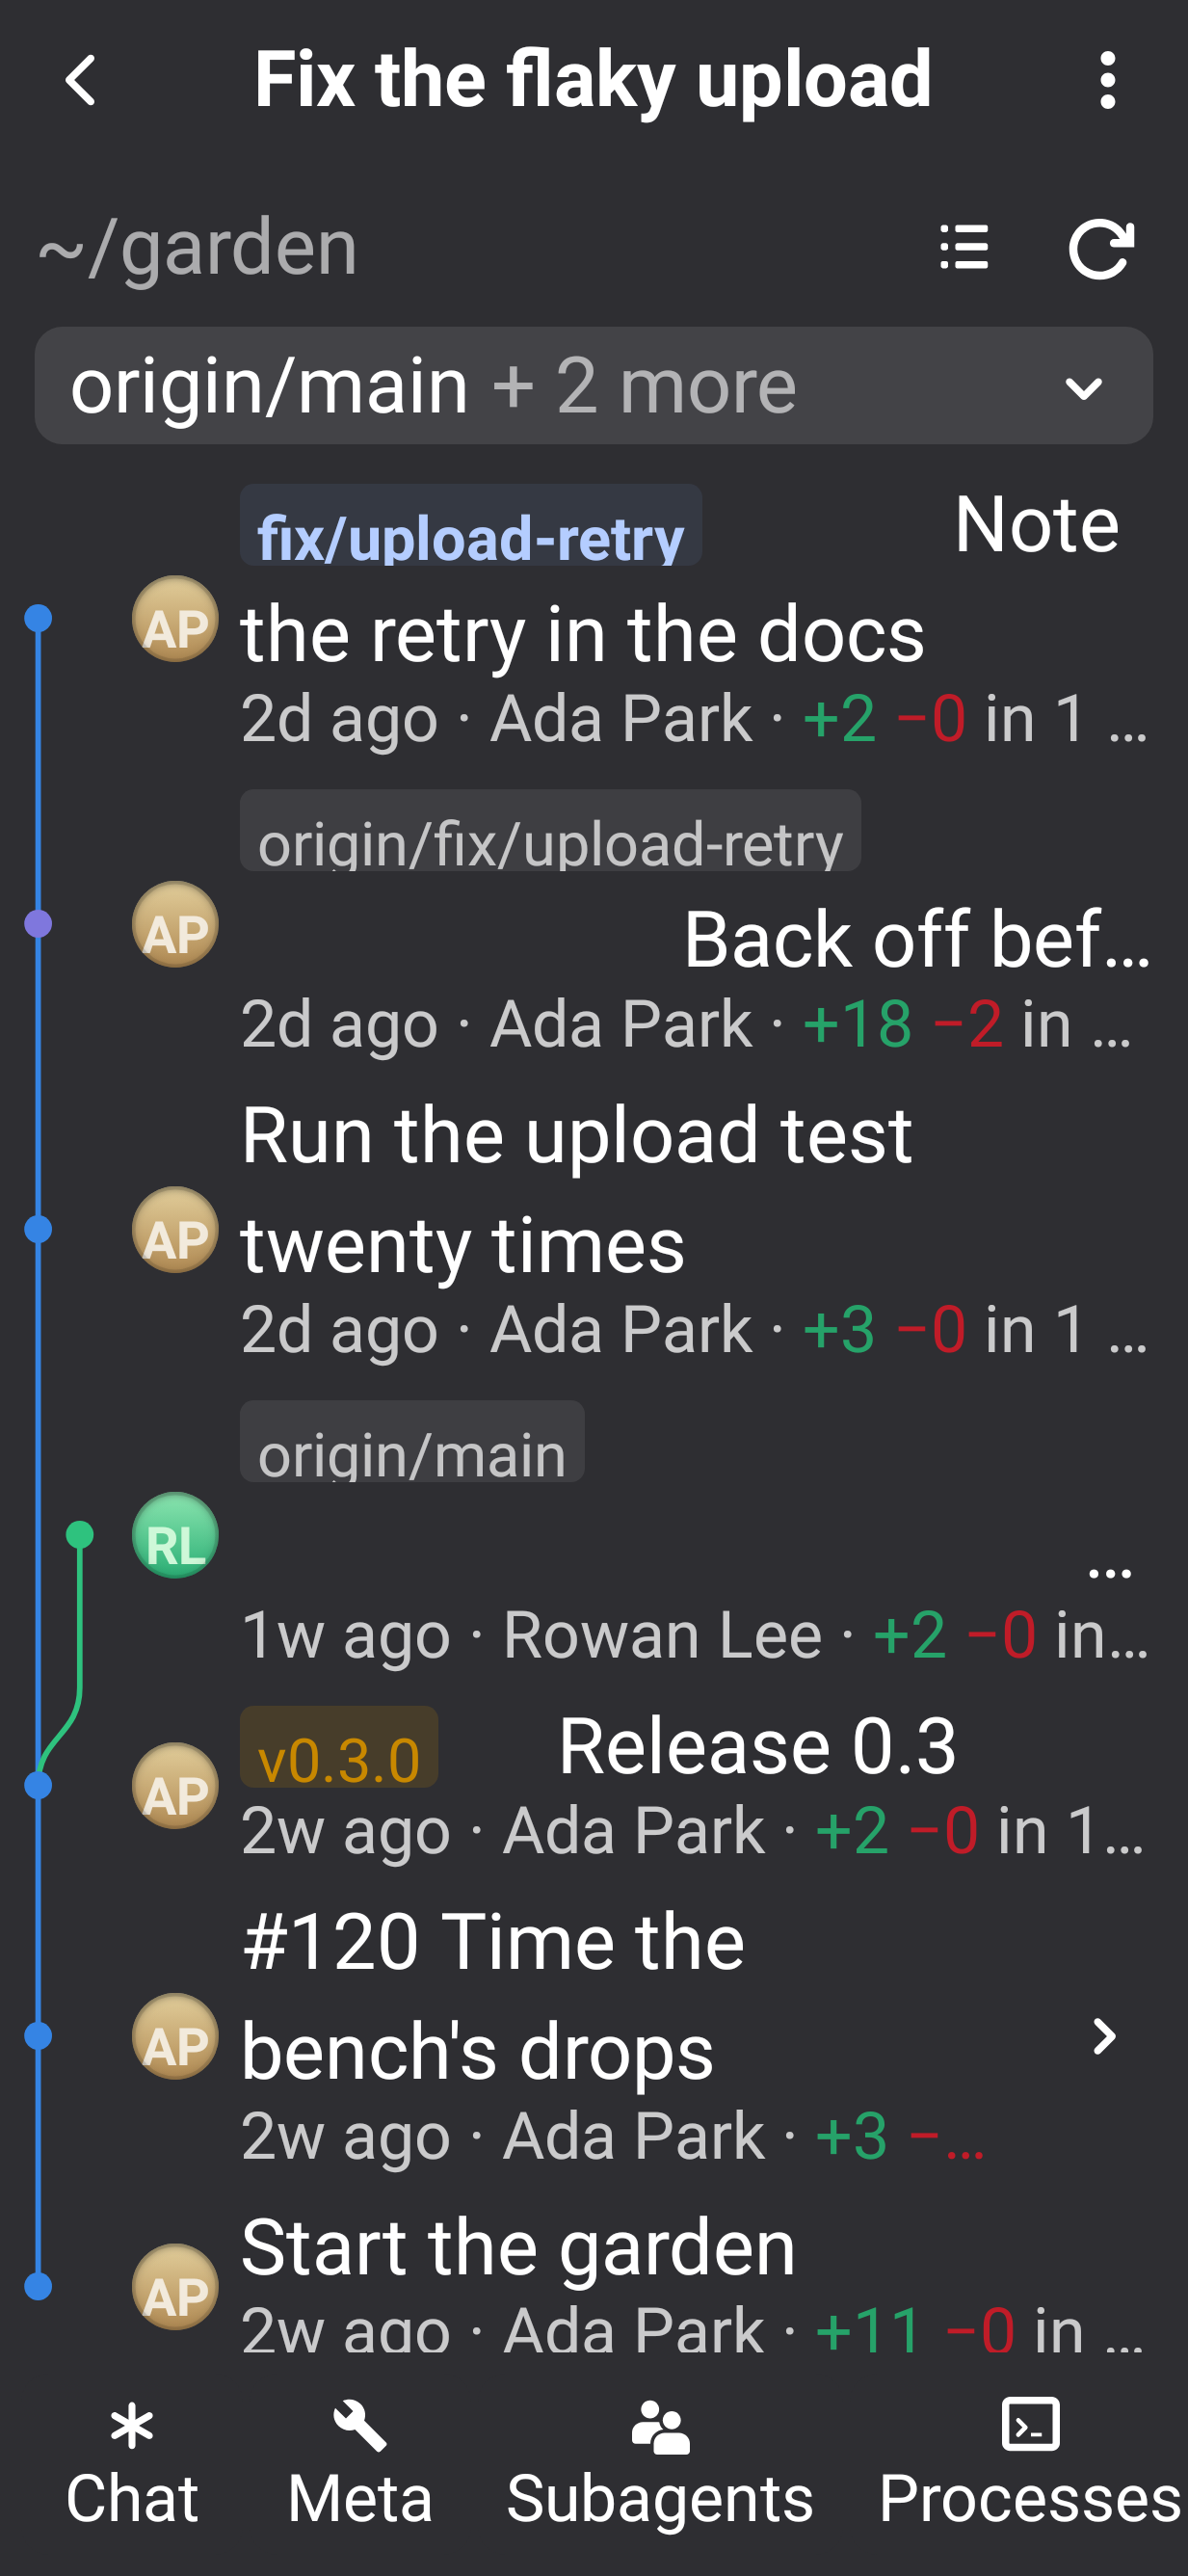 Fix the flaky upload
~/garden
origin/main + 2 more
fix/upload-retry Note
AP the retry in the docs
2d ago · Ada Park · +2 −0 in 1 …
origin/fix/upload-retry
AP Back off bef…
2d ago · Ada Park · +18 −2 in …
Run the upload test
AP twenty times
2d ago · Ada Park · +3 −0 in 1 …
origin/main
RL …
1w ago · Rowan Lee · +2 −0 in…
v0.3.0 Release 0.3
AP
2w ago · Ada Park · +2 −0 in 1…
#120 Time the
AP bench's drops
2w ago · Ada Park · +3 −…
Start the garden
AP
2w ago · Ada Park · +11 −0 in …
Chat Meta Subagents Processes